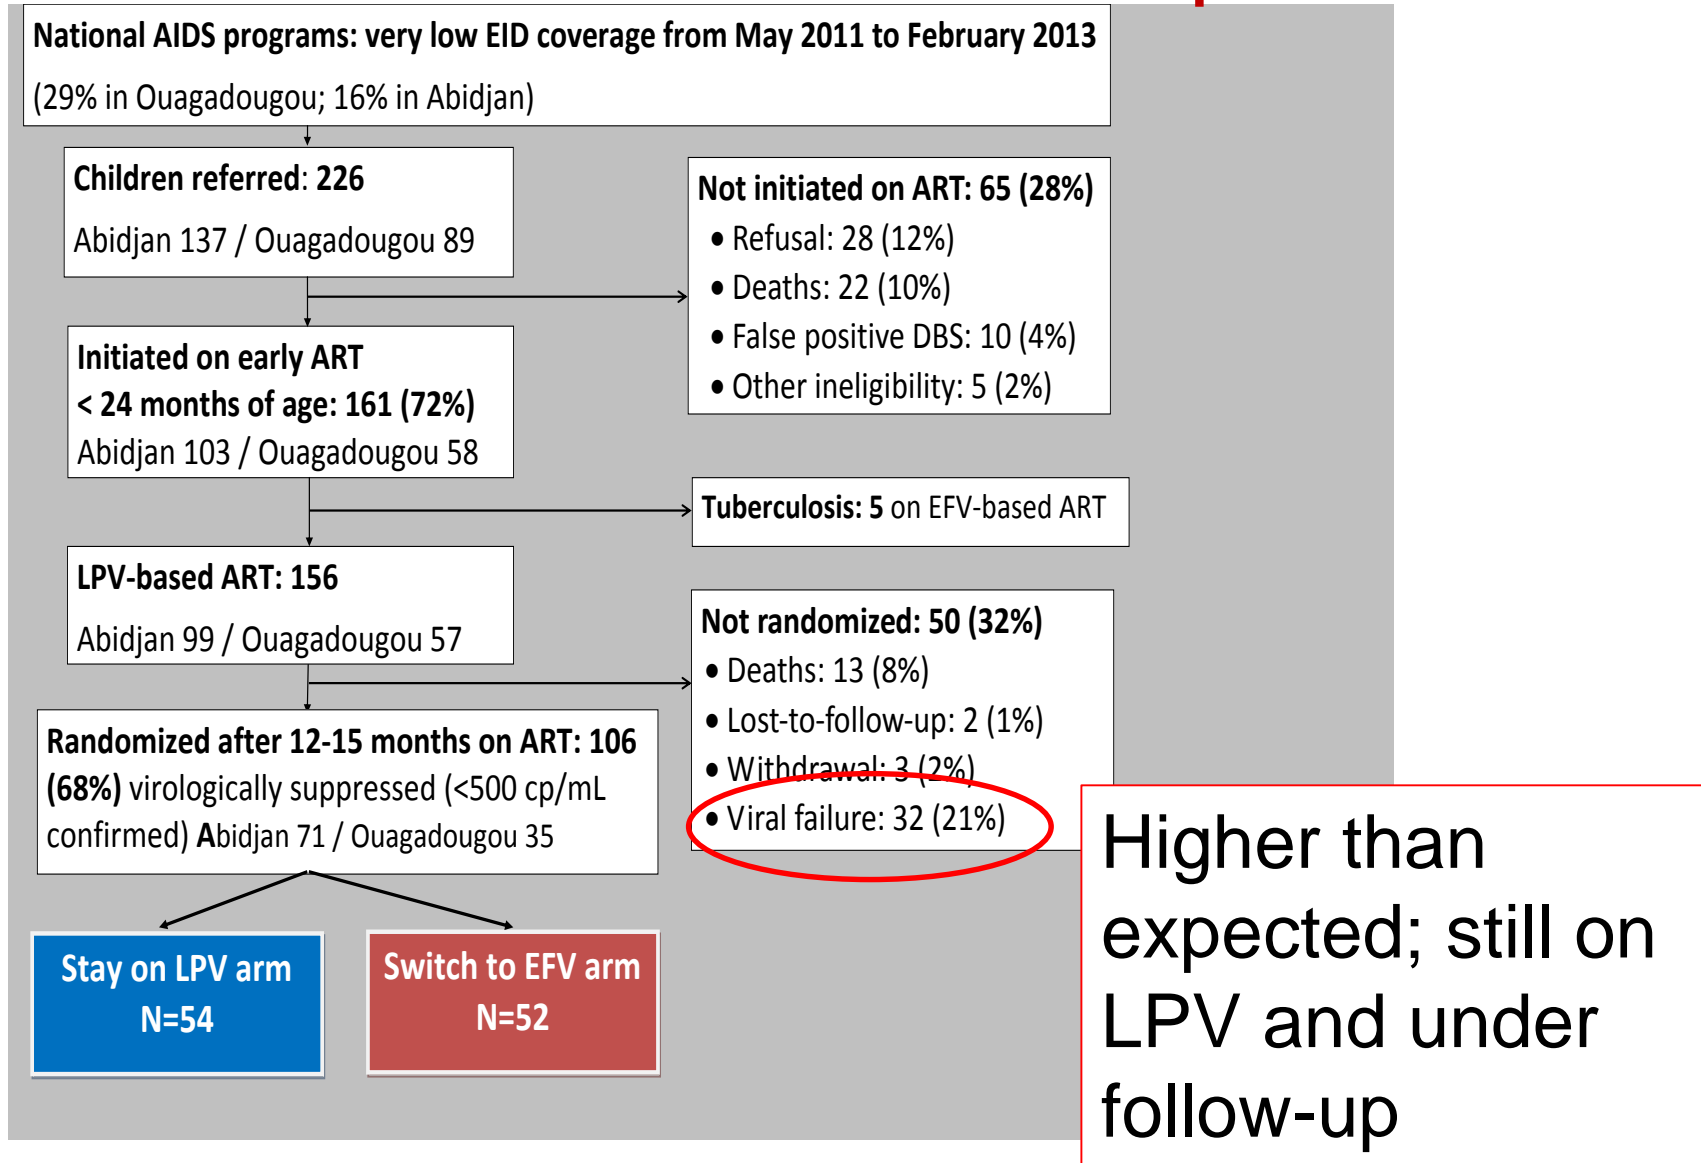 National AIDS programs: very low EID coverage from May 2011 to February 2013
(29% in Ouagadougou; 16% in Abidjan)
Children referred: 226
Abidjan 137 / Ouagadougou 89
Not initiated on ART: 65 (28%)
• Refusal: 28 (12%)
• Deaths: 22 (10%)
• False positive DBS: 10 (4%)
• Other ineligibility: 5 (2%)
Initiated on early ART
< 24 months of age: 161 (72%)
Abidjan 103 / Ouagadougou 58
Tuberculosis: 5 on EFV-based ART
LPV-based ART: 156
Abidjan 99 / Ouagadougou 57
Not randomized: 50 (32%)
• Deaths: 13 (8%)
• Lost-to-follow-up: 2 (1%)
• Withdrawal: 3 (2%)
• Viral failure: 32 (21%)
Randomized after 12-15 months on ART: 106
(68%) virologically suppressed (<500 cp/mL
confirmed) Abidjan 71 / Ouagadougou 35
Higher than
expected; still on
LPV and under
follow-up
Stay on LPV arm
N=54
Switch to EFV arm
N=52